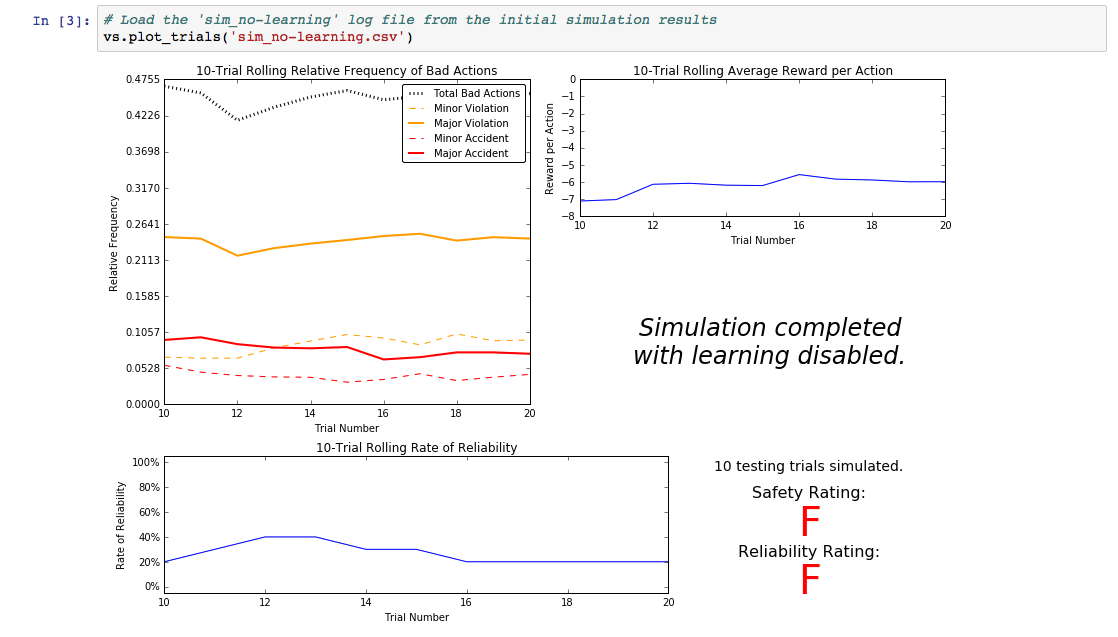 In [3]:
# Load the 'sim_no-learning' log file from the initial simulation results
vs.plot_trials('sim_no-learning.csv')
10-Trial Rolling Relative Frequency of Bad Actions
Relative Frequency
0.4755
0.4226
0.3698
0.3170
0.2641
0.2113
0.1585
0.1057
0.0528
0.0000
Total Bad Actions
Minor Violation
Major Violation
Minor Accident
Major Accident
10 12 14 16 18 20
Trial Number
10-Trial Rolling Average Reward per Action
Reward per Action
0
−1
−2
−3
−4
−5
−6
−7
−8
10 12 14 16 18 20
Trial Number
Simulation completed
with learning disabled.
10-Trial Rolling Rate of Reliability
Rate of Reliability
100%
80%
60%
40%
20%
0%
10 12 14 16 18 20
Trial Number
10 testing trials simulated.
Safety Rating:
F
Reliability Rating:
F